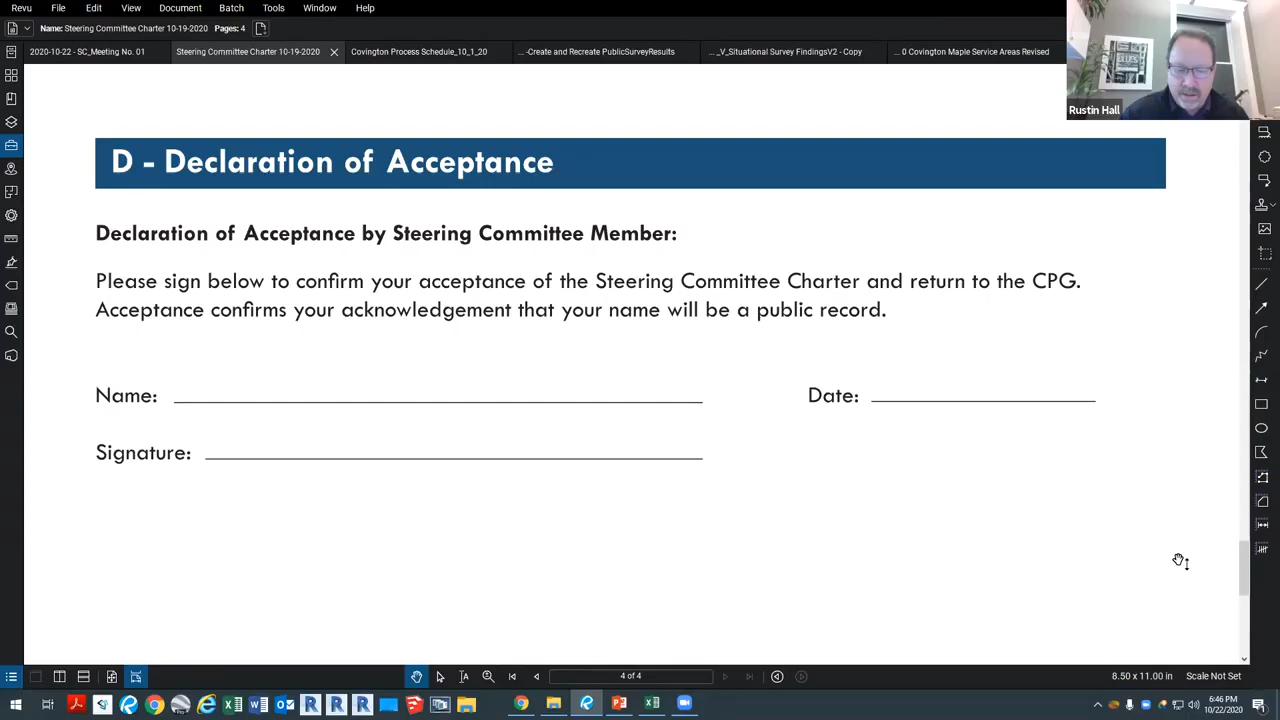 Revu File Edit View Document Batch Tools Window Help
Name: Steering Committee Charter 10-19-2020 Pages: 4
2020-10-22 - SC_Meeting No. 01 Steering Committee Charter 10-19-2020 Covington Process Schedule_10_1_20 ... -Create and Recreate PublicSurveyResults ... _V_Situational Survey FindingsV2 - Copy ... 0 Covington Maple Service Areas Revised
Rustin Hall
D - Declaration of Acceptance
Declaration of Acceptance by Steering Committee Member:
Please sign below to confirm your acceptance of the Steering Committee Charter and return to the CPG.
Acceptance confirms your acknowledgement that your name will be a public record.
Name: Date:
Signature:
4 of 4
8.50 x 11.00 in Scale Not Set
6:46 PM
10/22/2020